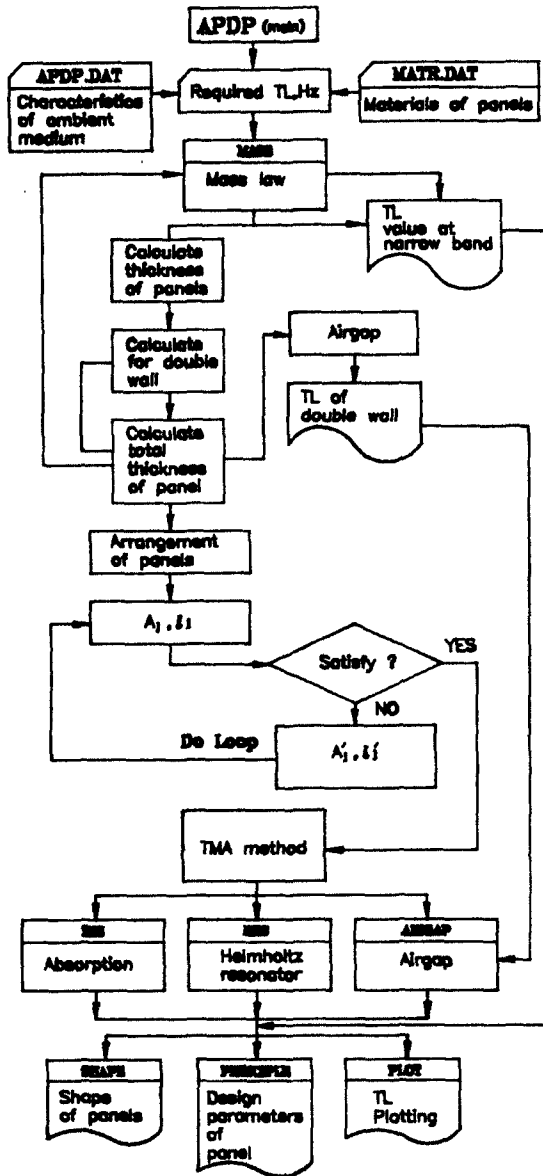 APDP (main)
APDP.DAT
Characteristics
of ambient
medium
Required TL,Hz
MATR.DAT
Materials of panels
MASS
Mass law
TL
value at
narrow band
Calculate
thickness
of panels
Calculate
for double
wall
Airgap
TL of
double wall
Calculate
total
thickness
of panel
Arrangement
of panels
Satisfy ?
YES
NO
Do Loop
TMA method
Absorption
Helmholtz
resonator
AIRGAP
Airgap
SHAPE
Shape
of panels
Design
parameters
of
panel
PLOT
TL
Plotting